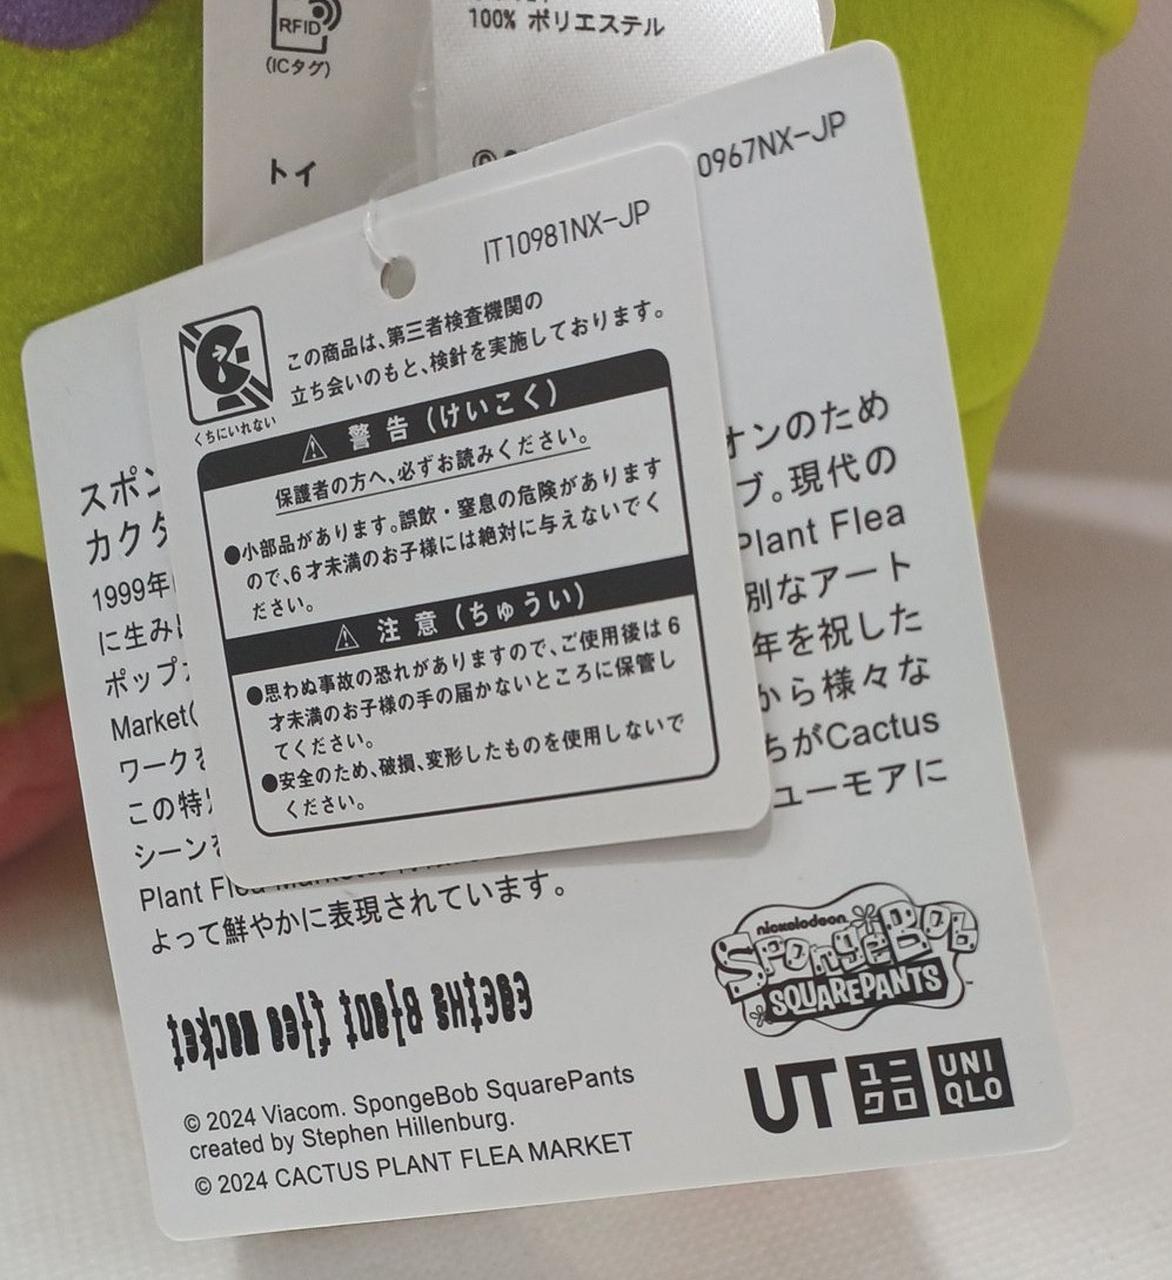 RFID
(ICタグ)
トイ
100% ポリエステル
0967NX-JP
IT10981NX-JP
この商品は、第三者検査機関の
立ち会いのもと、検針を実施しております。
くちにいれない
警告(けいこく)
保護者の方へ、必ずお読みください。
●小部品があります。誤飲・窒息の危険があります
ので、6才未満のお子様には絶対に与えないでく
ださい。
注意(ちゅうい)
●思わぬ事故の恐れがありますので、ご使用後は6
才未満のお子様の手の届かないところに保管し
てください。
●安全のため、破損、変形したものを使用しないで
ください。
スポン
オンのため
カクタ
ブ。現代の
1999年
Plant Flea
に生み
別なアート
ポップ
年を祝した
Market(
から様々な
ワークを
ちがCactus
この特別
ューモアに
シーンを
Plant Flea Market
よって鮮やかに表現されています。
cactus plant flea market
nickelodeon
SPongeBoB
SQUAREPANTS
© 2024 Viacom. SpongeBob SquarePants
created by Stephen Hillenburg.
© 2024 CACTUS PLANT FLEA MARKET
UT ユニクロ UNIQLO